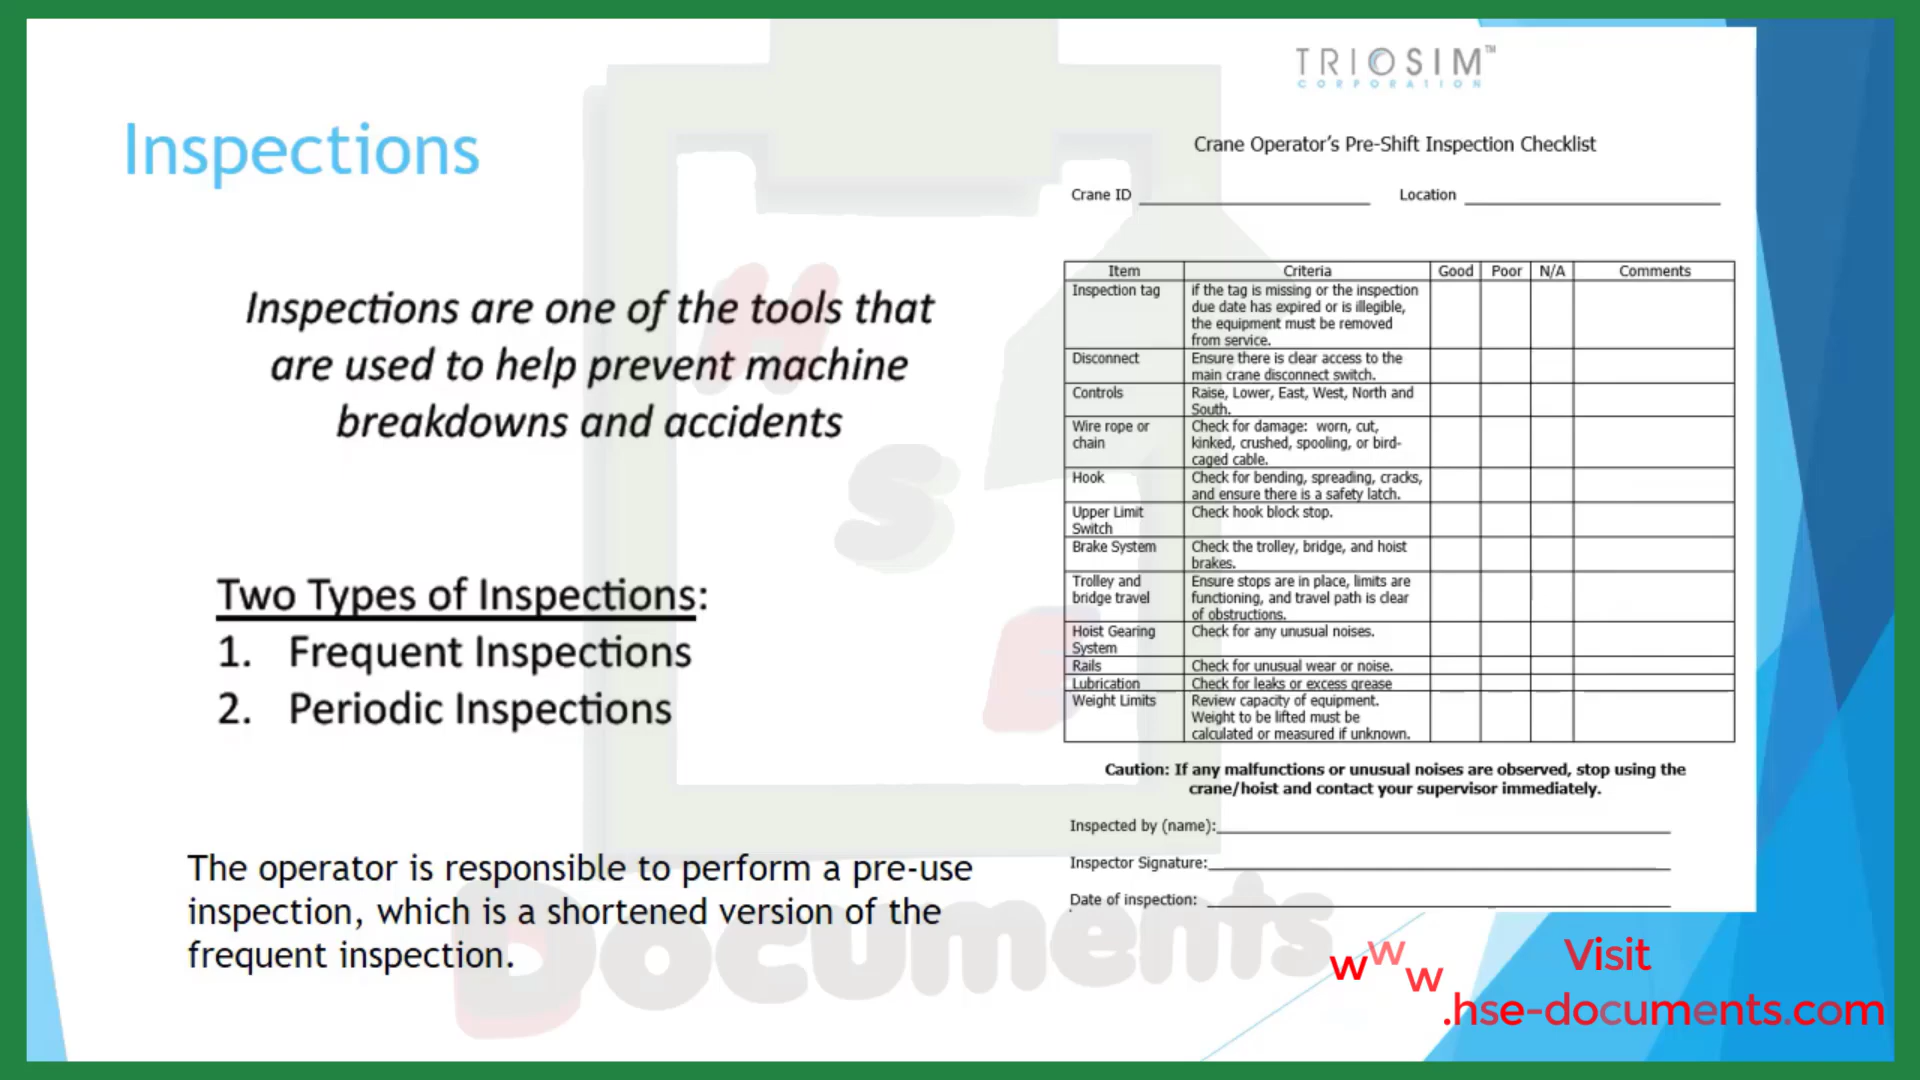 Inspections
Inspections are one of the tools that
are used to help prevent machine
breakdowns and accidents
Two Types of Inspections:
1. Frequent Inspections
2. Periodic Inspections
The operator is responsible to perform a pre-use
inspection, which is a shortened version of the
frequent inspection.
TRIOSIM™
CORPORATION
Crane Operator's Pre-Shift Inspection Checklist
Crane ID Location
Item Criteria Good Poor N/A Comments
Inspection tag if the tag is missing or the inspection
due date has expired or is illegible,
the equipment must be removed
from service.
Disconnect Ensure there is clear access to the
main crane disconnect switch.
Controls Raise, Lower, East, West, North and
South.
Wire rope or Check for damage: worn, cut,
chain kinked, crushed, spooling, or bird-
caged cable.
Hook Check for bending, spreading, cracks,
and ensure there is a safety latch.
Upper Limit Check hook block stop.
Switch
Brake System Check the trolley, bridge, and hoist
brakes.
Trolley and Ensure stops are in place, limits are
bridge travel functioning, and travel path is clear
of obstructions.
Hoist Gearing Check for any unusual noises.
System
Rails Check for unusual wear or noise.
Lubrication Check for leaks or excess grease
Weight Limits Review capacity of equipment.
Weight to be lifted must be
calculated or measured if unknown.
Caution: If any malfunctions or unusual noises are observed, stop using the
crane/hoist and contact your supervisor immediately.
Inspected by (name):
Inspector Signature:
Date of inspection:
H
S
E
Documents
Visit
www
.hse-documents.com